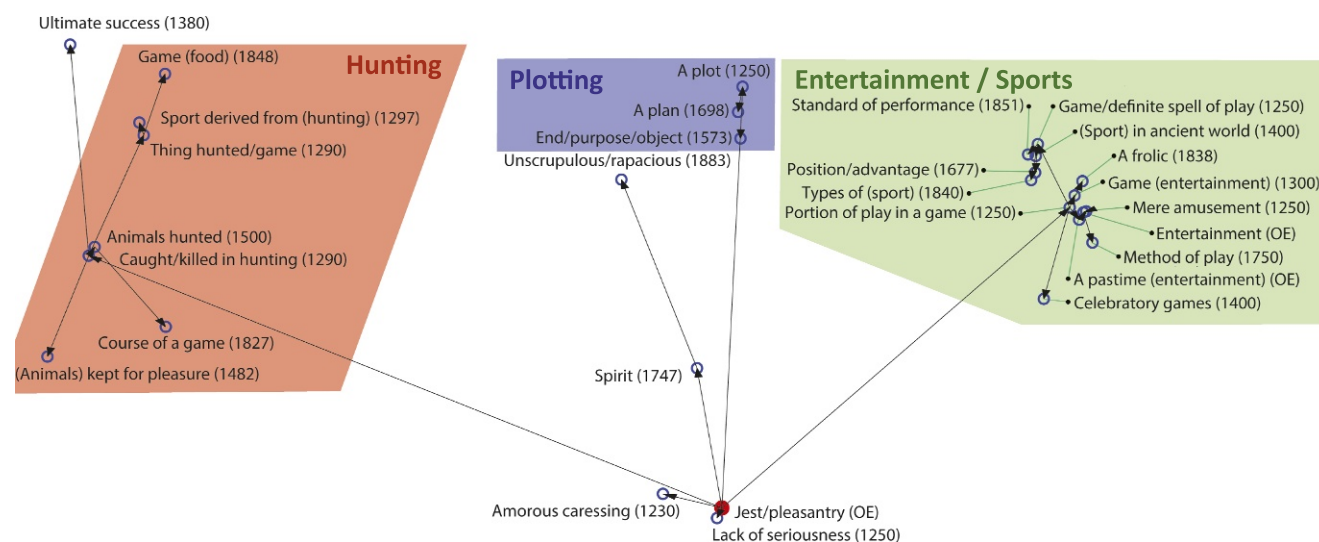 Ultimate success (1380)
Hunting
Game (food) (1848)
Sport derived from (hunting) (1297)
Thing hunted/game (1290)
Animals hunted (1500)
Caught/killed in hunting (1290)
Course of a game (1827)
(Animals) kept for pleasure (1482)
Plotting
A plot (1250)
A plan (1698)
End/purpose/object (1573)
Unscrupulous/rapacious (1883)
Spirit (1747)
Amorous caressing (1230)
Jest/pleasantry (OE)
Lack of seriousness (1250)
Entertainment / Sports
Standard of performance (1851)
Game/definite spell of play (1250)
(Sport) in ancient world (1400)
A frolic (1838)
Position/advantage (1677)
Game (entertainment) (1300)
Types of (sport) (1840)
Mere amusement (1250)
Portion of play in a game (1250)
Entertainment (OE)
Method of play (1750)
A pastime (entertainment) (OE)
Celebratory games (1400)